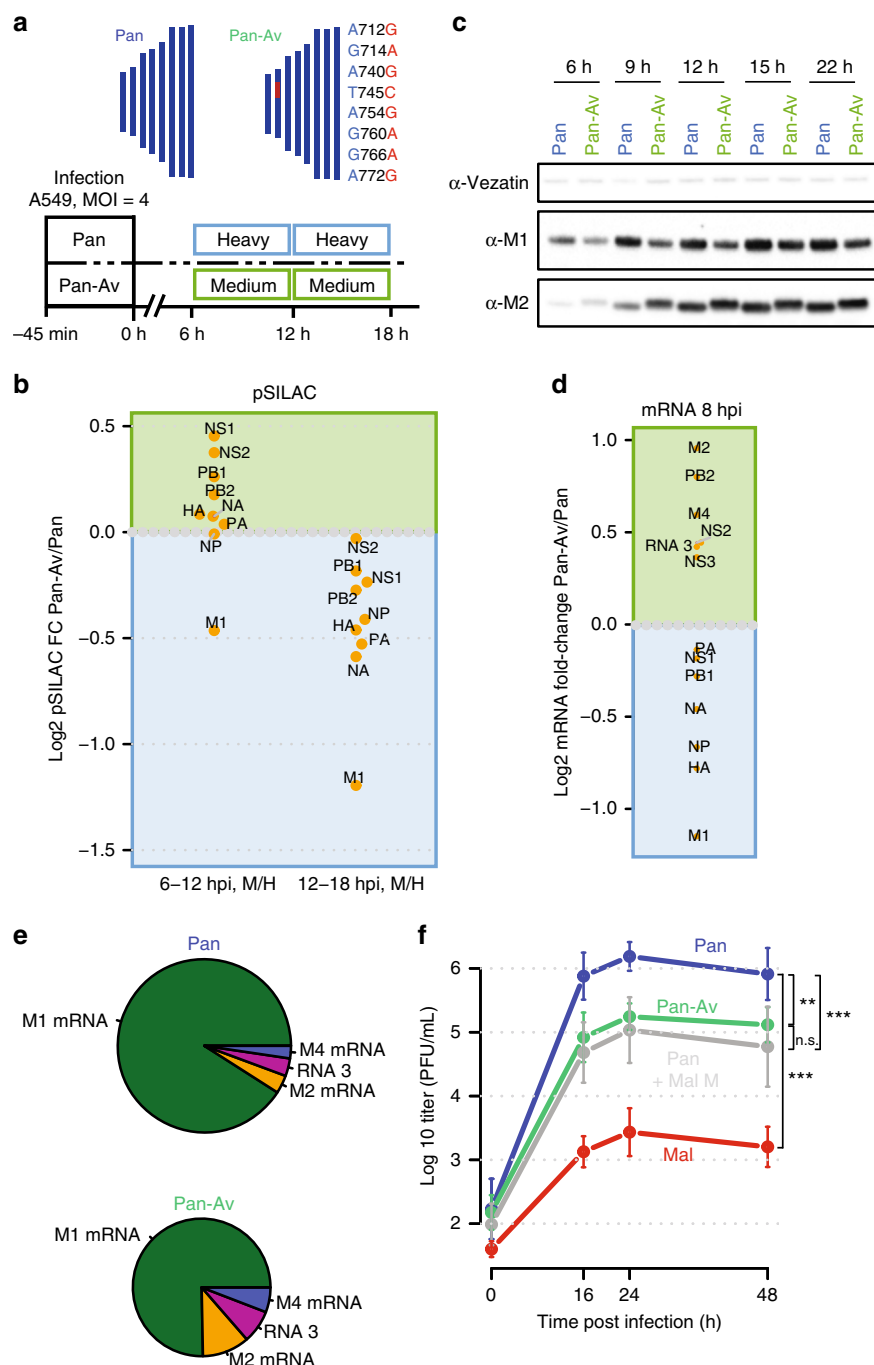 a
Pan
Pan-Av
A712G
G714A
A740G
T745C
A754G
G760A
G766A
A772G
Infection
A549, MOI = 4
Pan
Heavy
Heavy
Pan-Av
Medium
Medium
−45 min
0 h
6 h
12 h
18 h
b
pSILAC
Log2 pSILAC FC Pan-Av/Pan
0.5
0.0
−0.5
−1.0
−1.5
NS1
NS2
PB1
PB2
HA
NA
PA
NP
M1
NS2
PB1
NS1
PB2
NP
HA
PA
NA
M1
6–12 hpi, M/H
12–18 hpi, M/H
c
6 h
9 h
12 h
15 h
22 h
Pan
Pan-Av
Pan
Pan-Av
Pan
Pan-Av
Pan
Pan-Av
Pan
Pan-Av
α-Vezatin
α-M1
α-M2
d
mRNA 8 hpi
Log2 mRNA fold-change Pan-Av/Pan
1.0
0.5
0.0
−0.5
−1.0
M2
PB2
M4
NS2
RNA 3
NS3
PA
NS1
PB1
NA
NP
HA
M1
e
Pan
M1 mRNA
M4 mRNA
RNA 3
M2 mRNA
Pan-Av
M1 mRNA
M4 mRNA
RNA 3
M2 mRNA
f
Log 10 titer (PFU/mL)
6
5
4
3
2
Pan
Pan-Av
Pan
+ Mal M
Mal
**
***
n.s.
***
0
16
24
48
Time post infection (h)